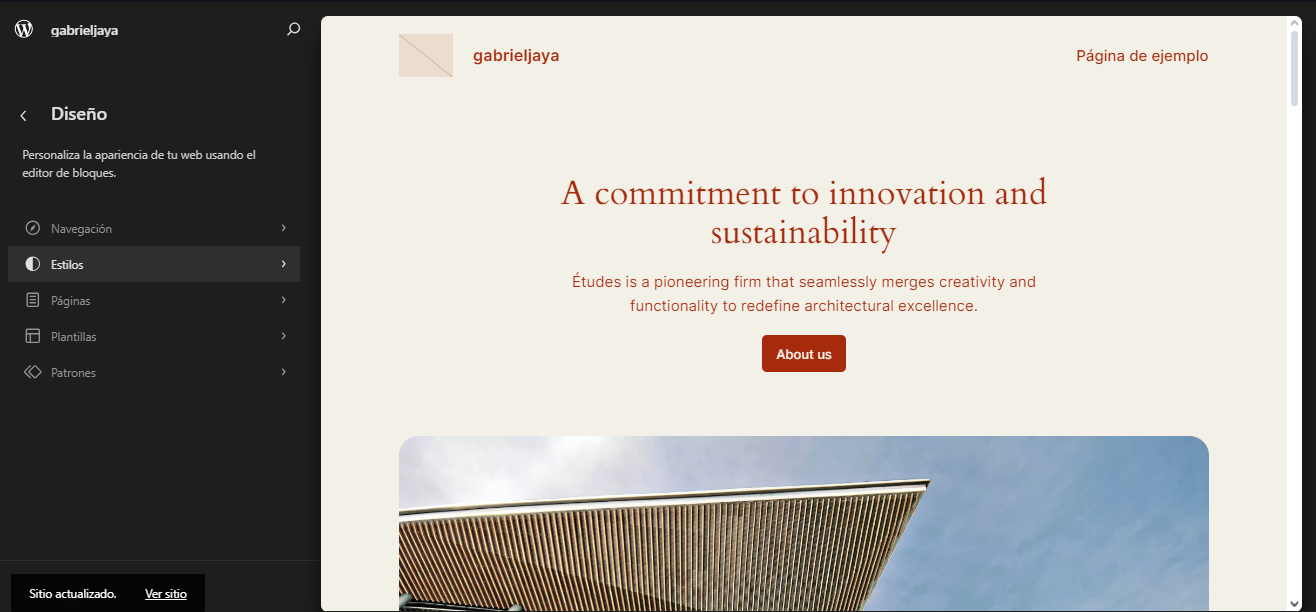 gabrieljaya
Diseño
Personaliza la apariencia de tu web usando el
editor de bloques.
Navegación
Estilos
Páginas
Plantillas
Patrones
Sitio actualizado. Ver sitio
gabrieljaya
Página de ejemplo
A commitment to innovation and
sustainability
Études is a pioneering firm that seamlessly merges creativity and
functionality to redefine architectural excellence.
About us